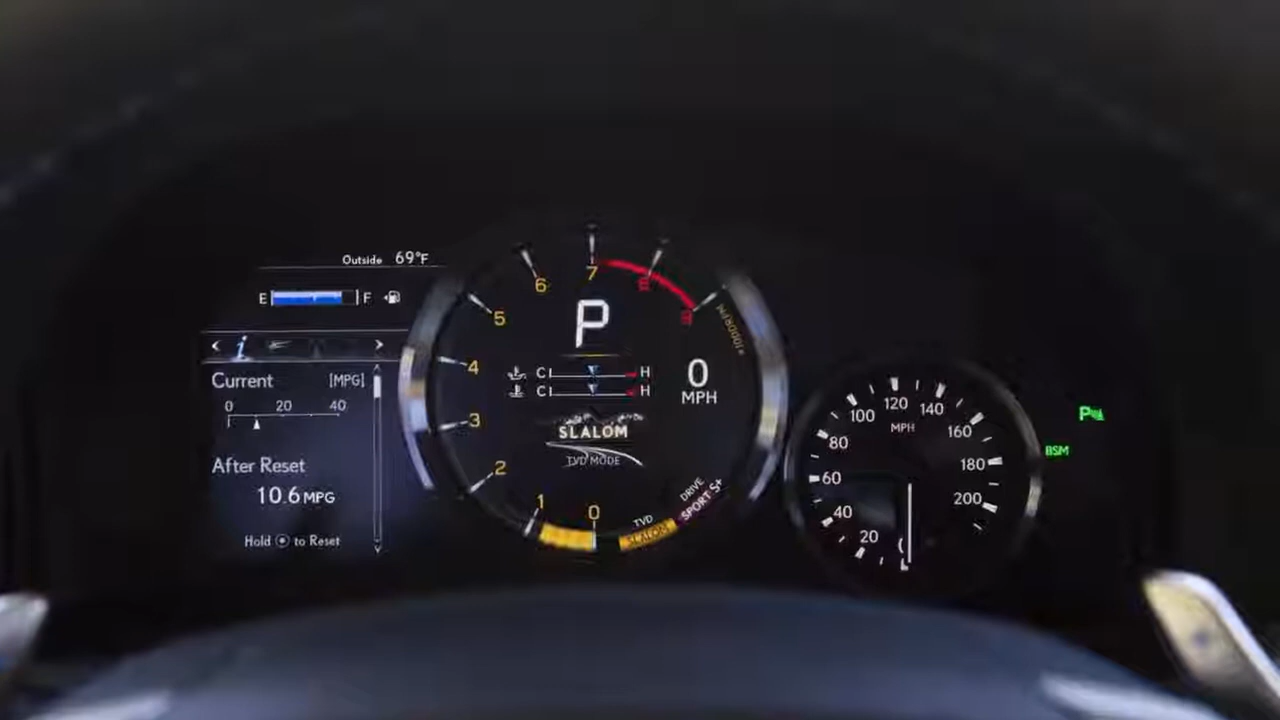 Outside 69°F
E F
< i >
Current [MPG]
0 20 40
After Reset
10.6 MPG
Hold to Reset
0
1
2
3
4
5
6
7
8
9
P
C H
C H
0
MPH
SLALOM
TVD MODE
TVD
SLALOM
DRIVE
SPORT S+
20
40
60
80
100
120
140
160
180
200
MPH
P
BSM